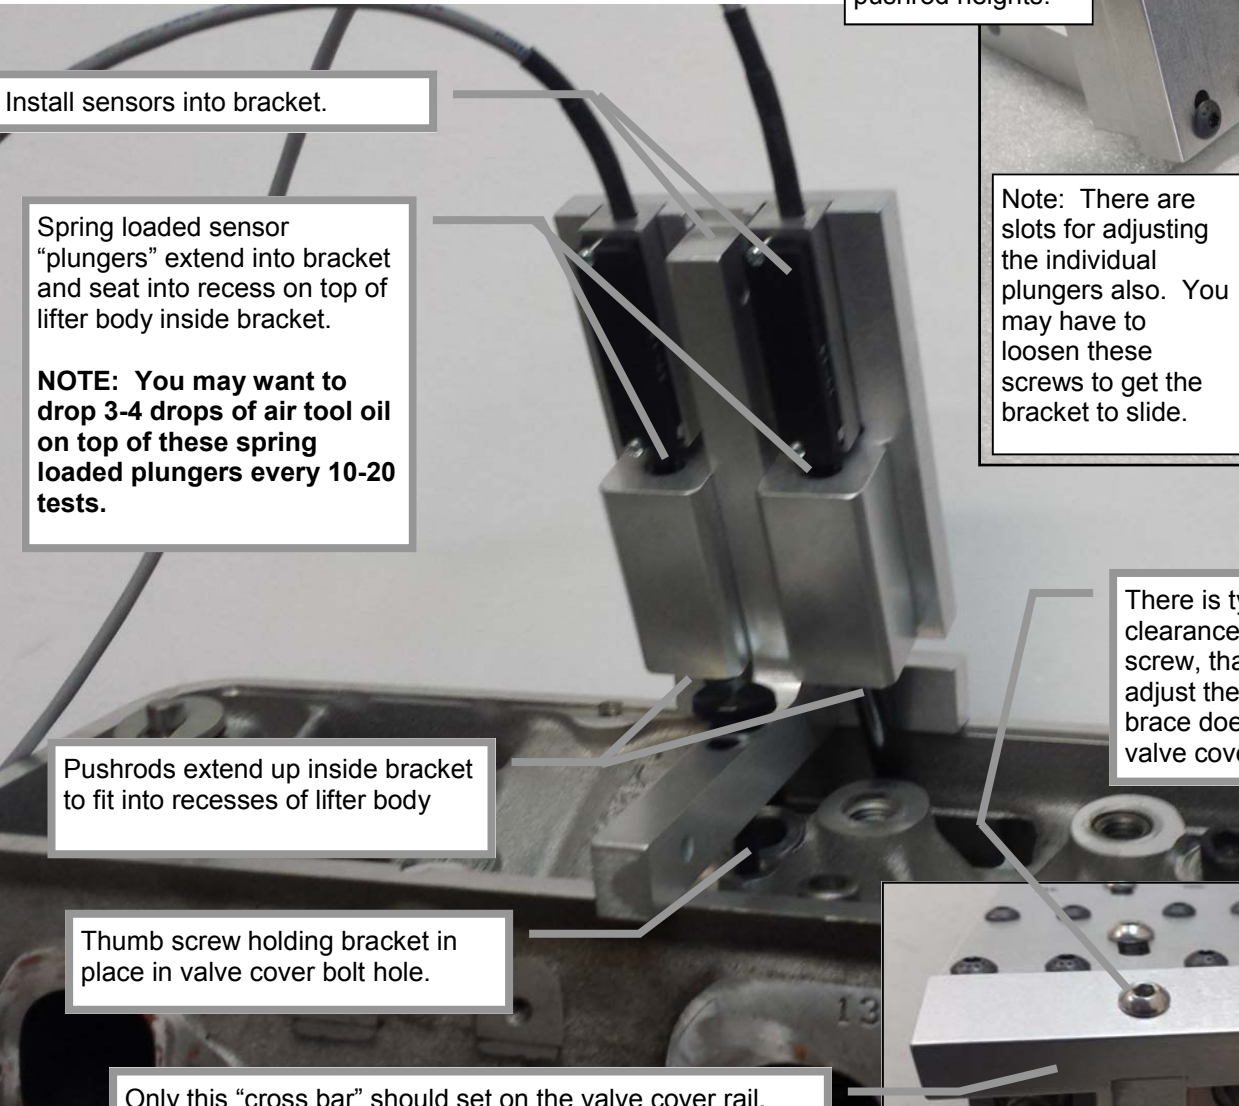 pushrod heights.
Install sensors into bracket.
Spring loaded sensor
“plungers” extend into bracket
and seat into recess on top of
lifter body inside bracket.
NOTE: You may want to
drop 3-4 drops of air tool oil
on top of these spring
loaded plungers every 10-20
tests.
Note: There are
slots for adjusting
the individual
plungers also. You
may have to
loosen these
screws to get the
bracket to slide.
There is
clearance
screw,
adjust the
brace
valve
Pushrods extend up inside bracket
to fit into recesses of lifter body
Thumb screw holding bracket in
place in valve cover bolt hole.
13
Only this “cross bar” should set on the valve cover rail.